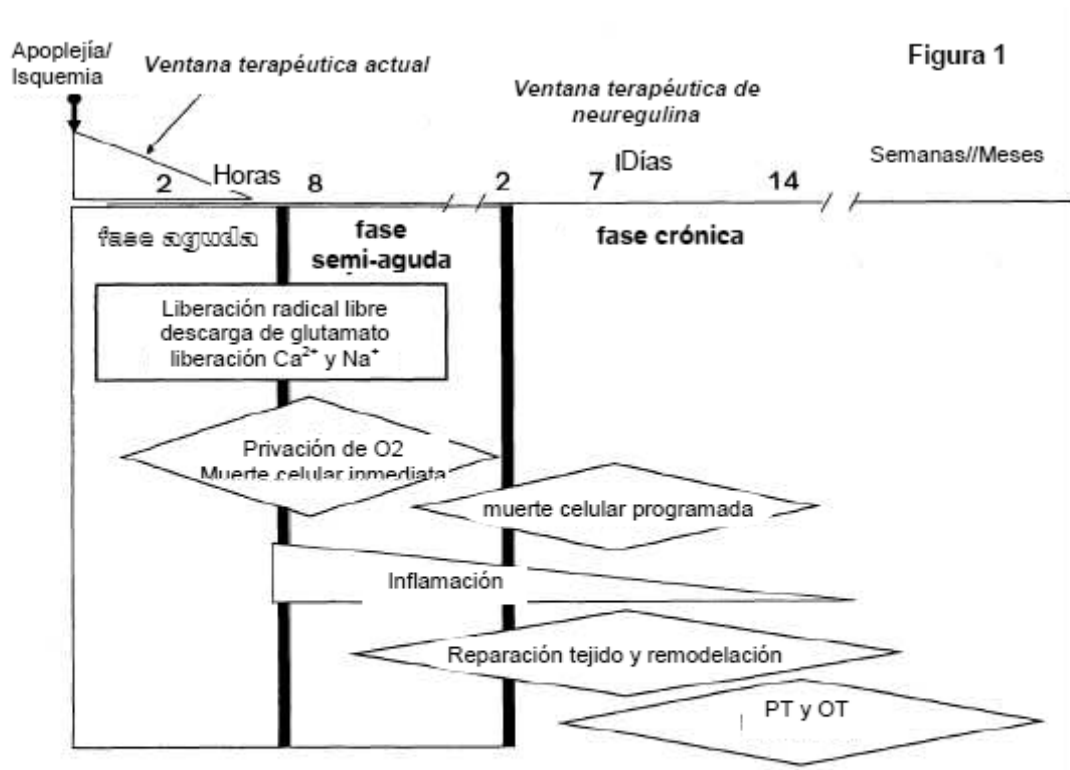 Apoplejía/
Isquemia
Ventana terapéutica actual
Figura 1
Ventana terapéutica de
neuregulina
Semanas//Meses
2 Horas 8 2 7 Días 14
fase aguda
fase
semi-aguda
fase crónica
Liberación radical libre
descarga de glutamato
liberación Ca²⁺ y Na⁺
Privación de O2
Muerte celular inmediata
muerte celular programada
Inflamación
Reparación tejido y remodelación
PT y OT